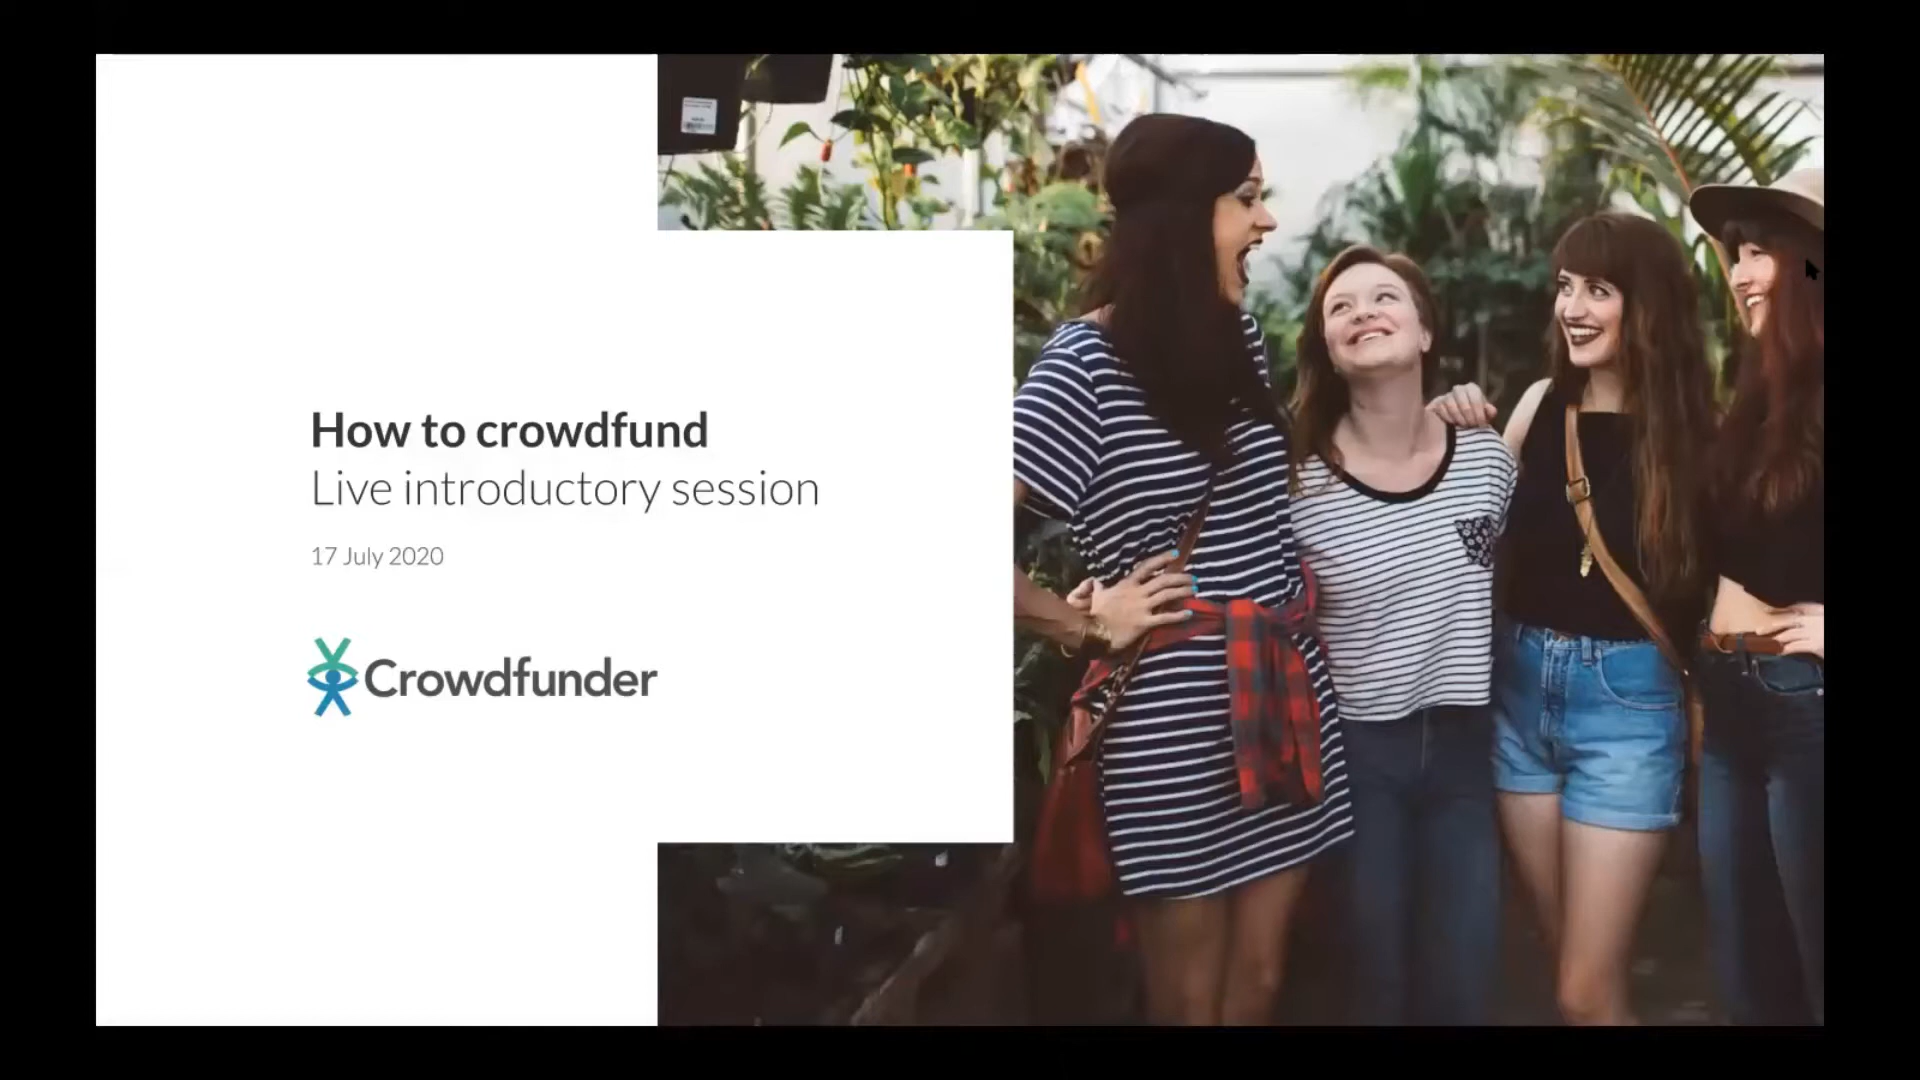 How to crowdfund
Live introductory session
17 July 2020
Crowdfunder